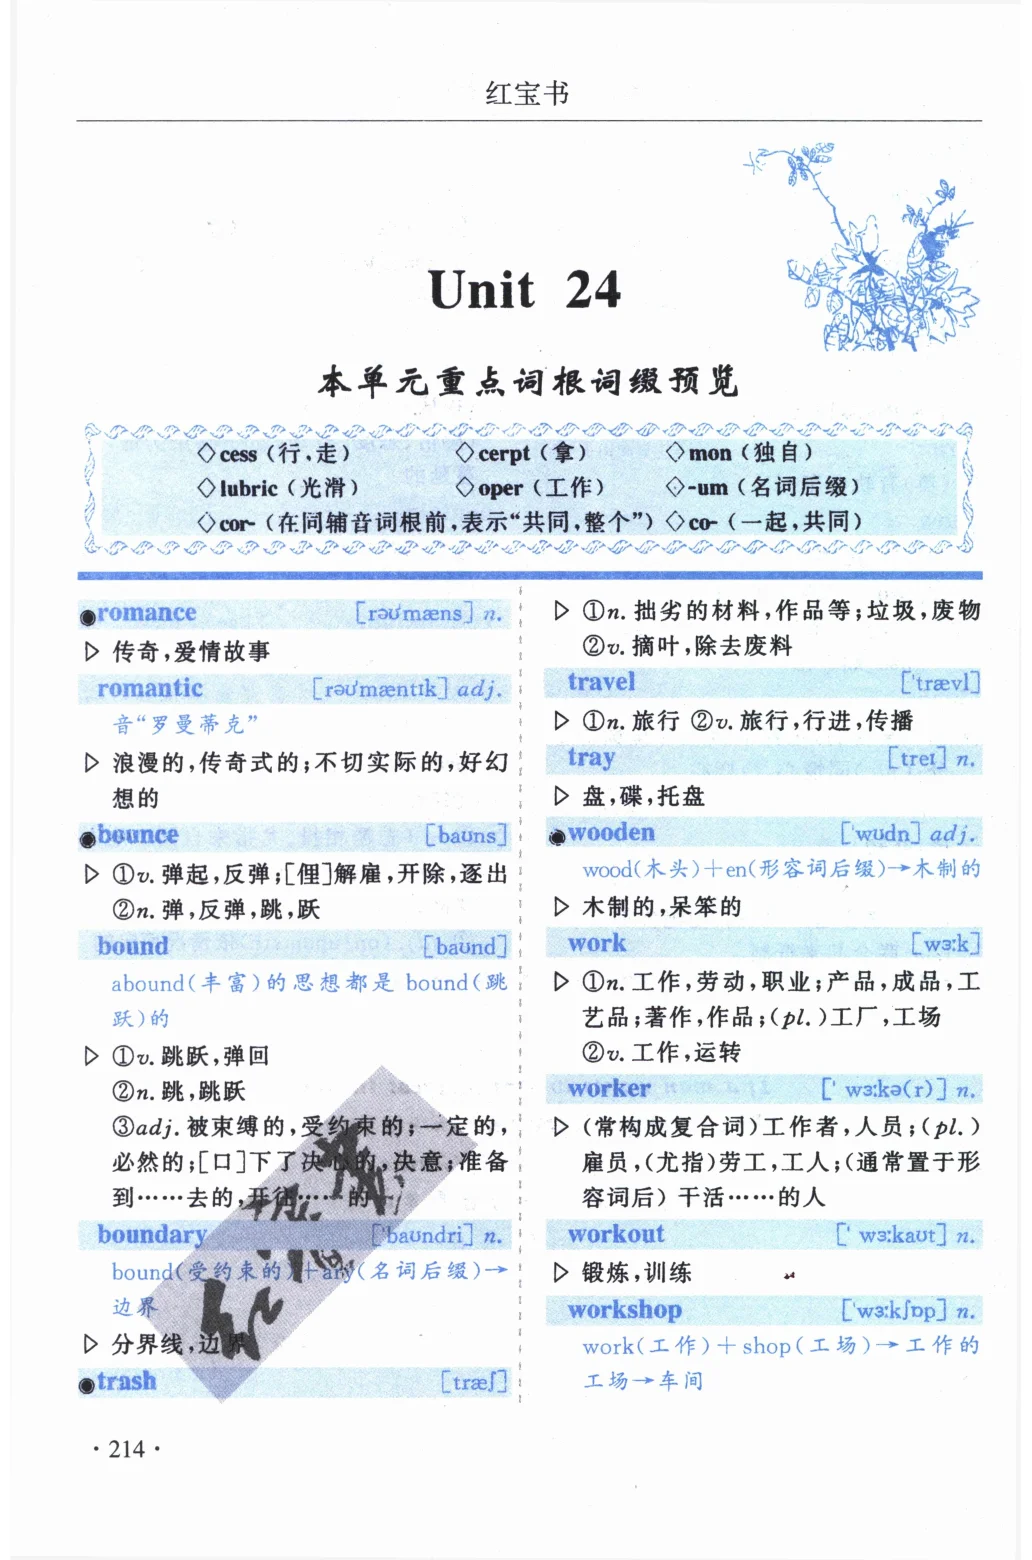 红宝书
Unit 24
本单元重点词根词缀预览
◇cess（行，走） ◇cerpt（拿） ◇mon（独自）
◇lubric（光滑） ◇oper（工作） ◇-um（名词后缀）
◇cor-（在同辅音词根前，表示“共同，整个”） ◇co-（一起，共同）
●romance [rəʊˈmæns] n.
▷ 传奇，爱情故事
romantic [rəʊˈmæntɪk] adj.
音“罗曼蒂克”
▷ 浪漫的，传奇式的；不切实际的，好幻
想的
●bounce [baʊns]
▷ ①v. 弹起，反弹；[俚]解雇，开除，逐出
②n. 弹，反弹，跳，跃
bound [baʊnd]
abound(丰富)的思想都是 bound(跳
跃)的
▷ ①v. 跳跃，弹回
②n. 跳，跳跃
③adj. 被束缚的，受约束的；一定的，
必然的；[口]下了决心的，决意；准备
到……去的，开往……的
boundary [ˈbaʊndri] n.
bound(受约束的)＋ary(名词后缀)→
边界
▷ 分界线，边界
●trash [træʃ]
▷ ①n. 拙劣的材料，作品等；垃圾，废物
②v. 摘叶，除去废料
travel [ˈtrævl]
▷ ①n. 旅行 ②v. 旅行，行进，传播
tray [treɪ] n.
▷ 盘，碟，托盘
●wooden [ˈwʊdn] adj.
wood(木头)＋en(形容词后缀)→木制的
▷ 木制的，呆笨的
work [wɜːk]
▷ ①n. 工作，劳动，职业；产品，成品，工
艺品；著作，作品；(pl.)工厂，工场
②v. 工作，运转
worker [ˈwɜːkə(r)] n.
▷ (常构成复合词)工作者，人员；(pl.)
雇员，(尤指)劳工，工人；(通常置于形
容词后）干活……的人
workout [ˈwɜːkaʊt] n.
▷ 锻炼，训练
workshop [ˈwɜːkʃɒp] n.
work(工作)＋shop(工场)→工作的
工场→车间
·214·